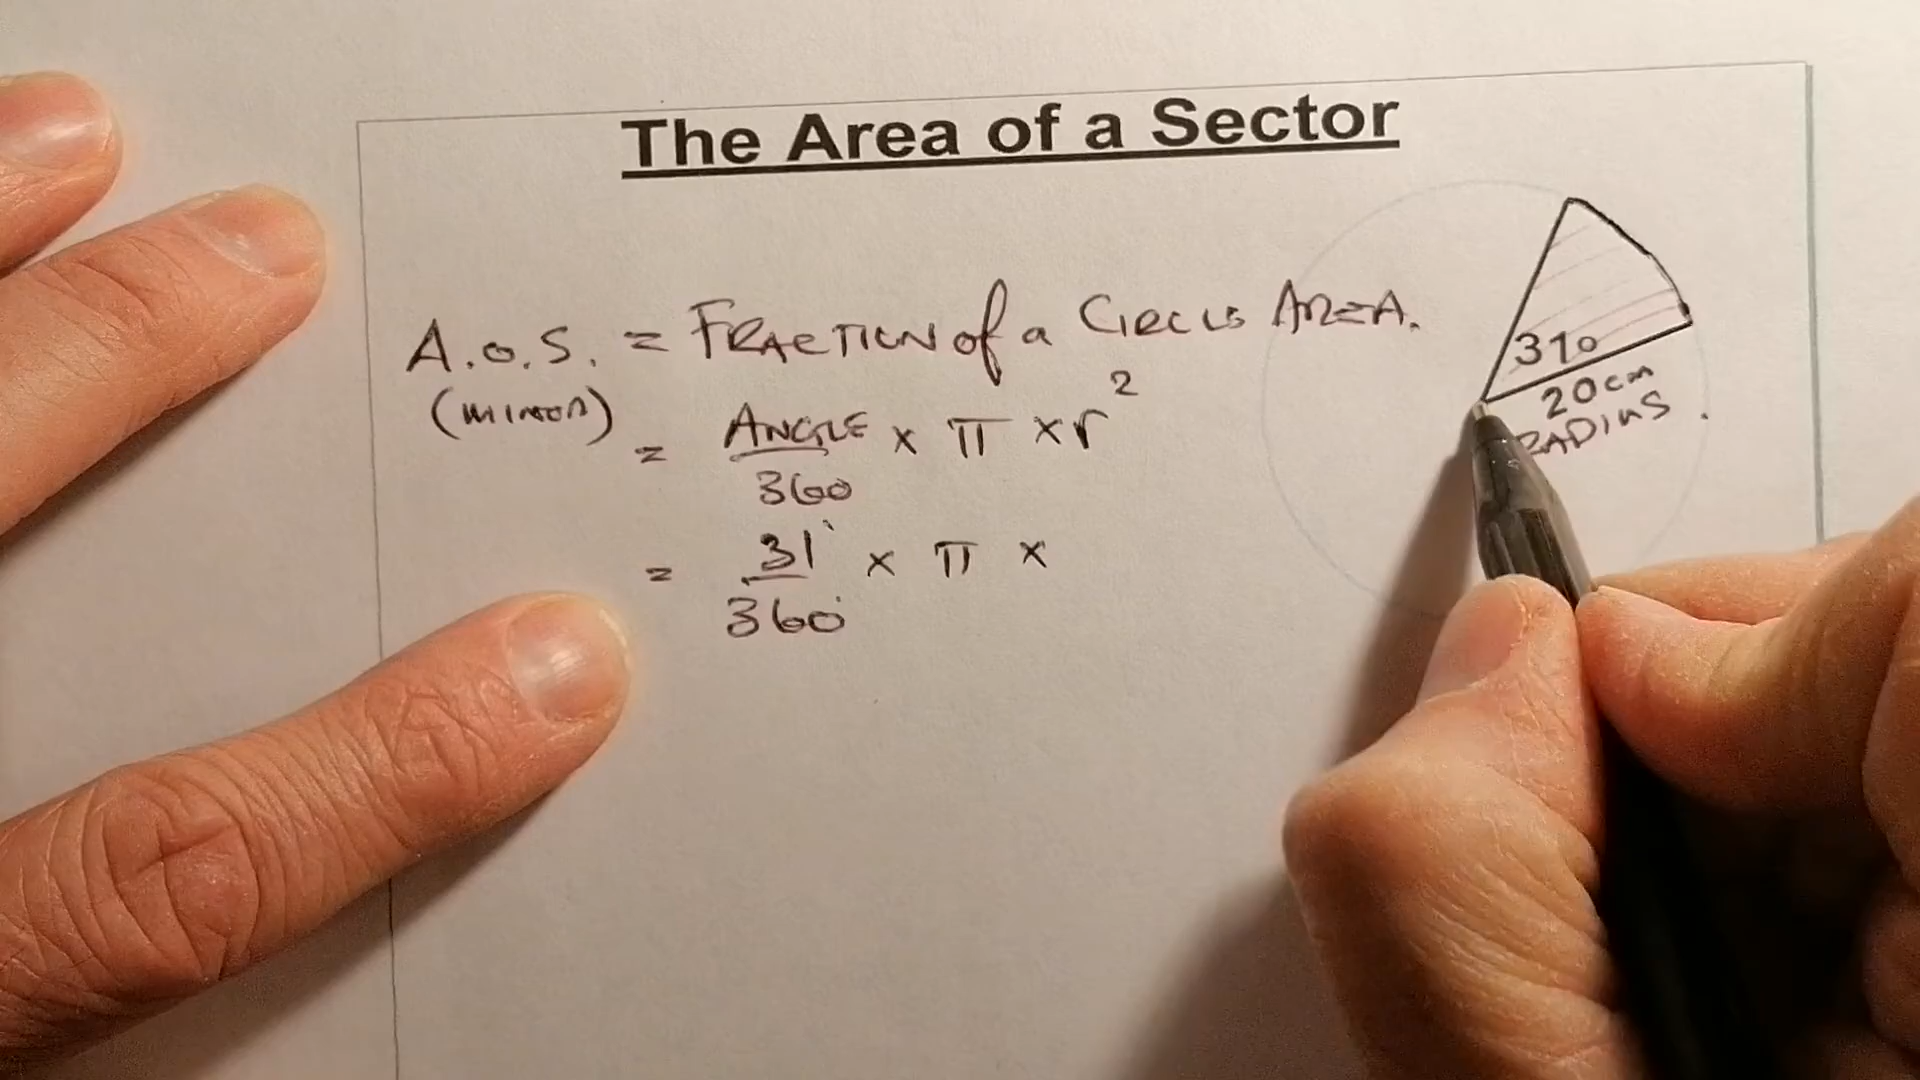 The Area of a Sector
A.O.S. = FRACTION of a CIRCLE AREA.
(MINOR)
= ANGLE/360 × π × r²
= 31°/360° × π ×
31°
20cm
RADIUS.